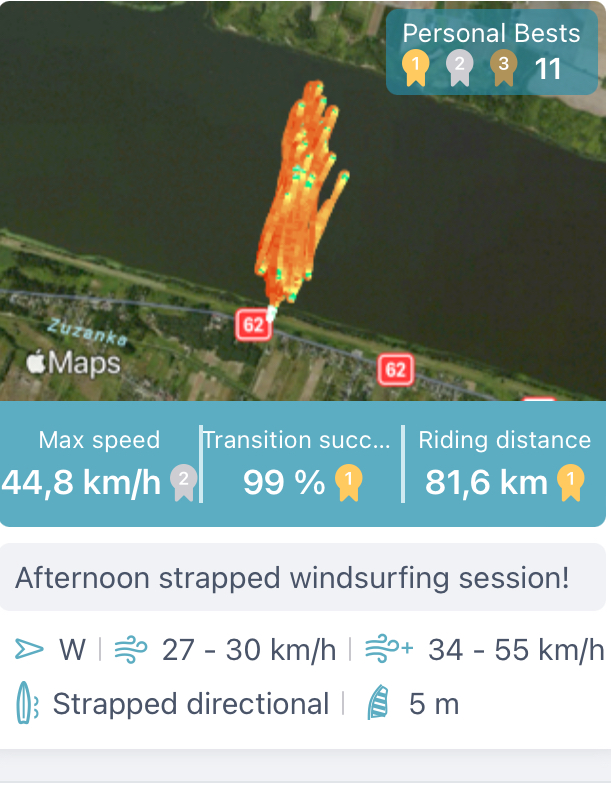 Personal Bests
1 2 3 11
62
Zuzanka
Maps
62
Max speed
44,8 km/h 2
Transition succ...
99 % 1
Riding distance
81,6 km 1
Afternoon strapped windsurfing session!
W 27 - 30 km/h 34 - 55 km/h
Strapped directional 5 m